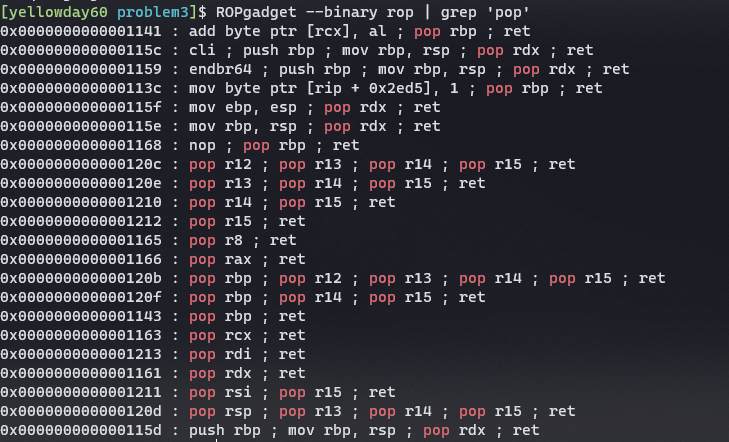 [yellowday60 problem3]$ ROPgadget --binary rop | grep 'pop'
0x0000000000001141 : add byte ptr [rcx], al ; pop rbp ; ret
0x000000000000115c : cli ; push rbp ; mov rbp, rsp ; pop rdx ; ret
0x0000000000001159 : endbr64 ; push rbp ; mov rbp, rsp ; pop rdx ; ret
0x000000000000113c : mov byte ptr [rip + 0x2ed5], 1 ; pop rbp ; ret
0x000000000000115f : mov ebp, esp ; pop rdx ; ret
0x000000000000115e : mov rbp, rsp ; pop rdx ; ret
0x0000000000001168 : nop ; pop rbp ; ret
0x000000000000120c : pop r12 ; pop r13 ; pop r14 ; pop r15 ; ret
0x000000000000120e : pop r13 ; pop r14 ; pop r15 ; ret
0x0000000000001210 : pop r14 ; pop r15 ; ret
0x0000000000001212 : pop r15 ; ret
0x0000000000001165 : pop r8 ; ret
0x0000000000001166 : pop rax ; ret
0x000000000000120b : pop rbp ; pop r12 ; pop r13 ; pop r14 ; pop r15 ; ret
0x000000000000120f : pop rbp ; pop r14 ; pop r15 ; ret
0x0000000000001143 : pop rbp ; ret
0x0000000000001163 : pop rcx ; ret
0x0000000000001213 : pop rdi ; ret
0x0000000000001161 : pop rdx ; ret
0x0000000000001211 : pop rsi ; pop r15 ; ret
0x000000000000120d : pop rsp ; pop r13 ; pop r14 ; pop r15 ; ret
0x000000000000115d : push rbp ; mov rbp, rsp ; pop rdx ; ret